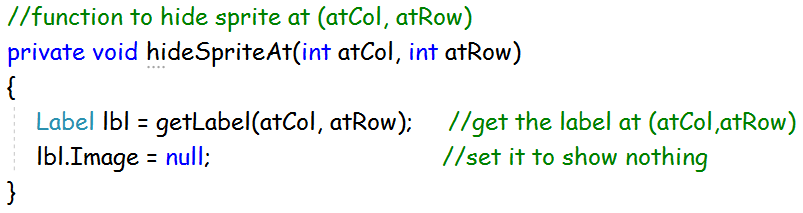 //function to hide sprite at (atCol, atRow)
private void hideSpriteAt(int atCol, int atRow)
{
Label lbl = getLabel(atCol, atRow); //get the label at (atCol,atRow)
lbl.Image = null; //set it to show nothing
}